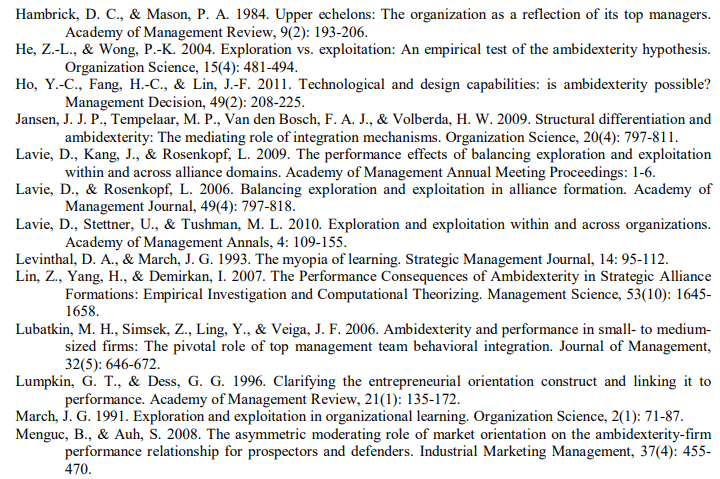 Hambrick, D. C., & Mason, P. A. 1984. Upper echelons: The organization as a reflection of its top managers.
Academy of Management Review, 9(2): 193-206.
He, Z.-L., & Wong, P.-K. 2004. Exploration vs. exploitation: An empirical test of the ambidexterity hypothesis.
Organization Science, 15(4): 481-494.
Ho, Y.-C., Fang, H.-C., & Lin, J.-F. 2011. Technological and design capabilities: is ambidexterity possible?
Management Decision, 49(2): 208-225.
Jansen, J. J. P., Tempelaar, M. P., Van den Bosch, F. A. J., & Volberda, H. W. 2009. Structural differentiation and
ambidexterity: The mediating role of integration mechanisms. Organization Science, 20(4): 797-811.
Lavie, D., Kang, J., & Rosenkopf, L. 2009. The performance effects of balancing exploration and exploitation
within and across alliance domains. Academy of Management Annual Meeting Proceedings: 1-6.
Lavie, D., & Rosenkopf, L. 2006. Balancing exploration and exploitation in alliance formation. Academy of
Management Journal, 49(4): 797-818.
Lavie, D., Stettner, U., & Tushman, M. L. 2010. Exploration and exploitation within and across organizations.
Academy of Management Annals, 4: 109-155.
Levinthal, D. A., & March, J. G. 1993. The myopia of learning. Strategic Management Journal, 14: 95-112.
Lin, Z., Yang, H., & Demirkan, I. 2007. The Performance Consequences of Ambidexterity in Strategic Alliance
Formations: Empirical Investigation and Computational Theorizing. Management Science, 53(10): 1645-
1658.
Lubatkin, M. H., Simsek, Z., Ling, Y., & Veiga, J. F. 2006. Ambidexterity and performance in small- to medium-
sized firms: The pivotal role of top management team behavioral integration. Journal of Management,
32(5): 646-672.
Lumpkin, G. T., & Dess, G. G. 1996. Clarifying the entrepreneurial orientation construct and linking it to
performance. Academy of Management Review, 21(1): 135-172.
March, J. G. 1991. Exploration and exploitation in organizational learning. Organization Science, 2(1): 71-87.
Menguc, B., & Auh, S. 2008. The asymmetric moderating role of market orientation on the ambidexterity-firm
performance relationship for prospectors and defenders. Industrial Marketing Management, 37(4): 455-
470.